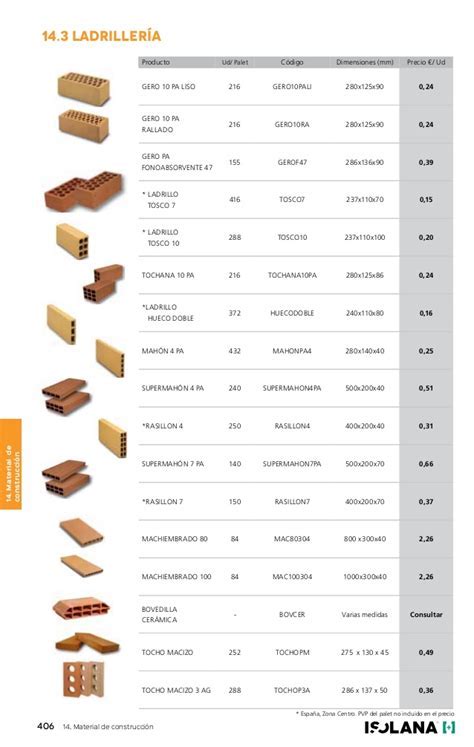 14.3 LADRILLERÍA
Producto Ud/ Palet Código Dimensiones (mm) Precio €/ Ud
GERO 10 PA LISO 216 GERO10PALI 280x125x90 0,24
GERO 10 PA
RALLADO 216 GERO10RA 280x125x90 0,24
GERO PA
FONOABSORVENTE 47 155 GEROF47 286x136x90 0,39
* LADRILLO
TOSCO 7 416 TOSCO7 237x110x70 0,15
* LADRILLO
TOSCO 10 288 TOSCO10 237x110x100 0,20
TOCHANA 10 PA 216 TOCHANA10PA 280x125x86 0,24
*LADRILLO
HUECO DOBLE 372 HUECODOBLE 240x110x80 0,16
MAHÓN 4 PA 432 MAHONPA4 280x140x40 0,25
SUPERMAHÓN 4 PA 240 SUPERMAHON4PA 500x200x40 0,51
*RASILLON 4 250 RASILLON4 400x200x40 0,31
SUPERMAHÓN 7 PA 140 SUPERMAHON7PA 500x200x70 0,66
*RASILLON 7 150 RASILLON7 400x200x70 0,37
MACHIEMBRADO 80 84 MAC80304 800 x300x40 2,26
MACHIEMBRADO 100 84 MAC100304 1000x300x40 2,26
BOVEDILLA
CERÁMICA - BOVCER Varias medidas Consultar
TOCHO MACIZO 252 TOCHOPM 275 x 130 x 45 0,49
TOCHO MACIZO 3 AG 288 TOCHOP3A 286 x 137 x 50 0,36
* España, Zona Centro. PVP del palet no incluido en el precio
14. Material de
construcción
406 14. Material de construcción
ISOLANA